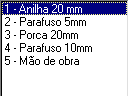 1 - Anilha 20 mm
2 - Parafuso 5mm
3 - Porca 20mm
4 - Parafuso 10mm
5 - Mão de obra